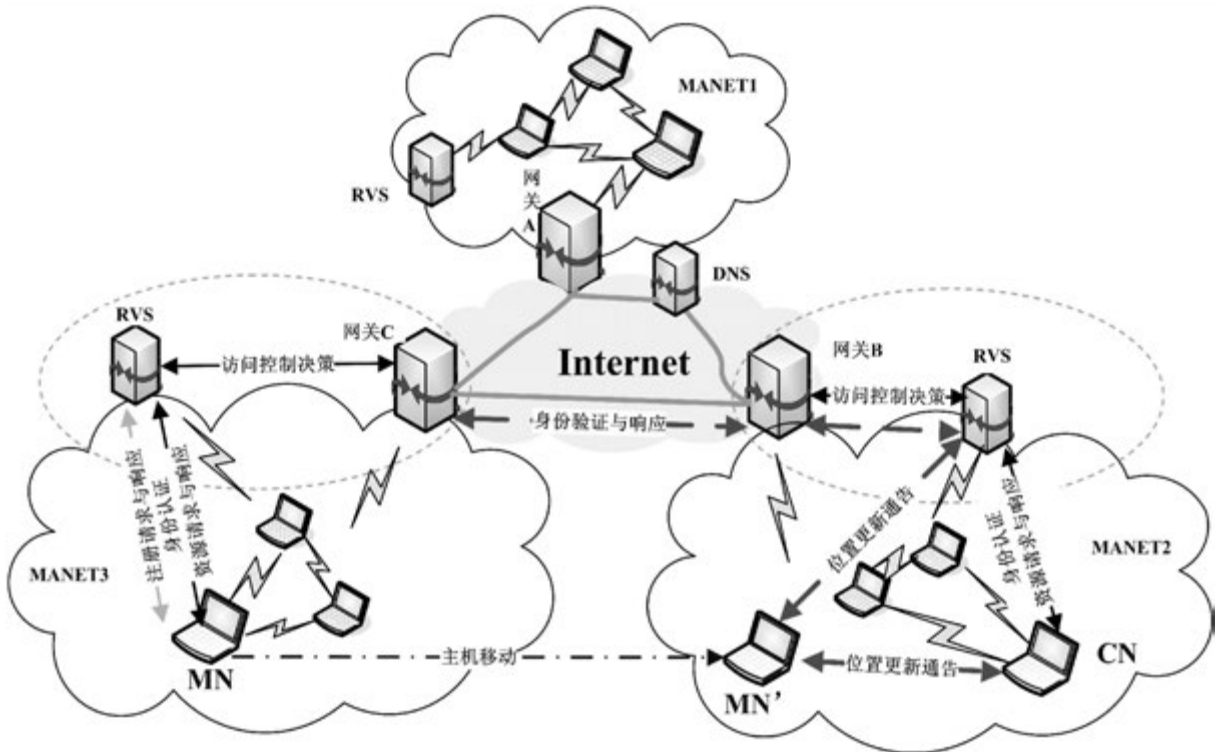 MANET1
RVS
网关A
DNS
RVS
网关C
访问控制决策
Internet
网关B
RVS
访问控制决策
身份验证与响应
注册请求与响应
身份认证
资源请求与响应
位置更新通告
身份认证
资源请求与响应
MANET3
MANET2
MN
主机移动
MN’
位置更新通告
CN